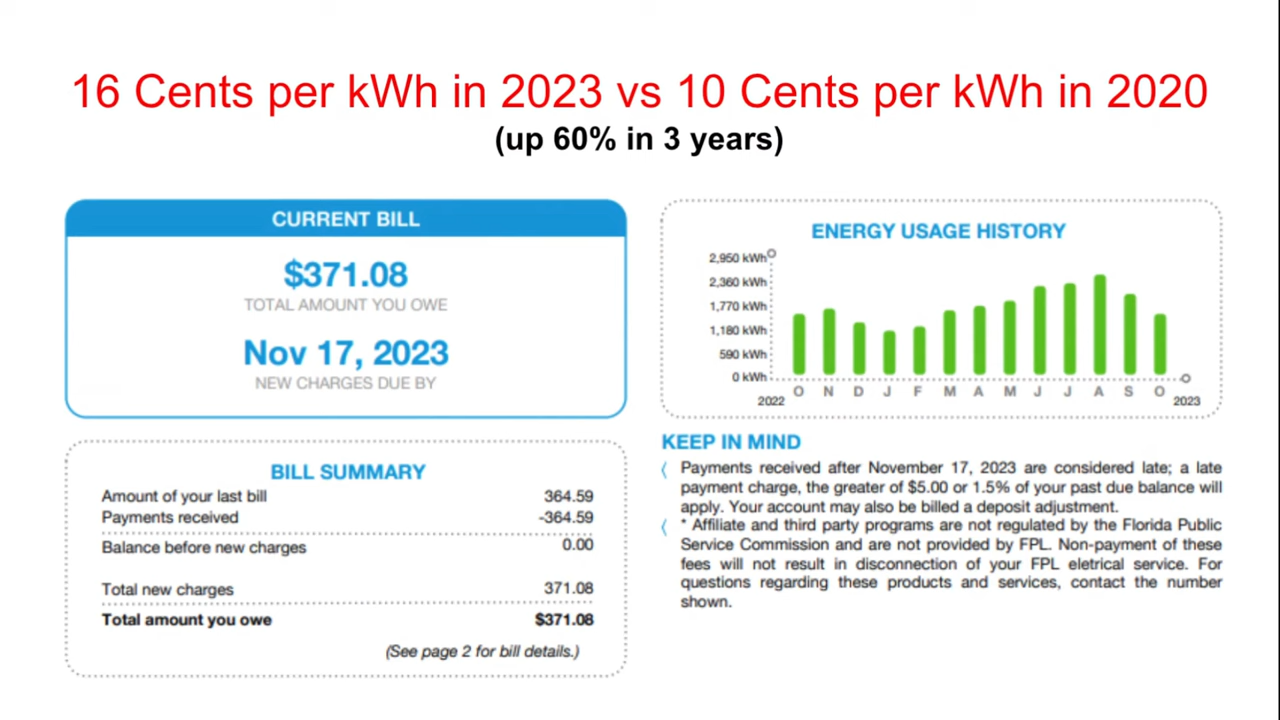 16 Cents per kWh in 2023 vs 10 Cents per kWh in 2020
(up 60% in 3 years)
CURRENT BILL
$371.08
TOTAL AMOUNT YOU OWE
Nov 17, 2023
NEW CHARGES DUE BY
BILL SUMMARY
Amount of your last bill 364.59
Payments received -364.59
Balance before new charges 0.00
Total new charges 371.08
Total amount you owe $371.08
(See page 2 for bill details.)
ENERGY USAGE HISTORY
2,950 kWh
2,360 kWh
1,770 kWh
1,180 kWh
590 kWh
0 kWh
O N D J F M A M J J A S O
2022 2023
KEEP IN MIND
Payments received after November 17, 2023 are considered late; a late
payment charge, the greater of $5.00 or 1.5% of your past due balance will
apply. Your account may also be billed a deposit adjustment.
* Affiliate and third party programs are not regulated by the Florida Public
Service Commission and are not provided by FPL. Non-payment of these
fees will not result in disconnection of your FPL eletrical service. For
questions regarding these products and services, contact the number
shown.